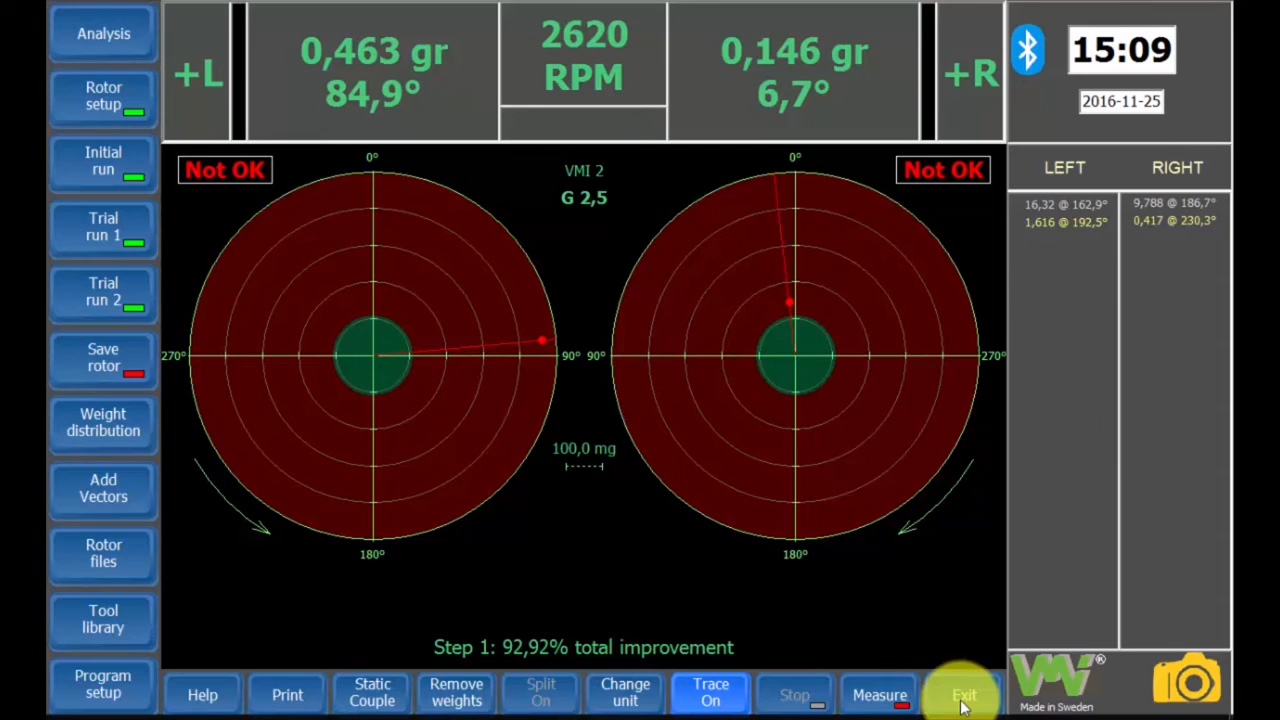 Analysis
Rotor
setup
Initial
run
Trial
run 1
Trial
run 2
Save
rotor
Weight
distribution
Add
Vectors
Rotor
files
Tool
library
Program
setup
+L
0,463 gr
84,9°
2620
RPM
0,146 gr
6,7°
+R
Not OK
0°
VMI 2
G 2,5
0°
Not OK
270°
90°
90°
270°
100,0 mg
180°
180°
Step 1: 92,92% total improvement
Help
Print
Static
Couple
Remove
weights
Split
On
Change
unit
Trace
On
Stop
Measure
Exit
15:09
2016-11-25
LEFT
RIGHT
16,32 @ 162,9°
9,788 @ 186,7°
1,616 @ 192,5°
0,417 @ 230,3°
VMI®
Made in Sweden